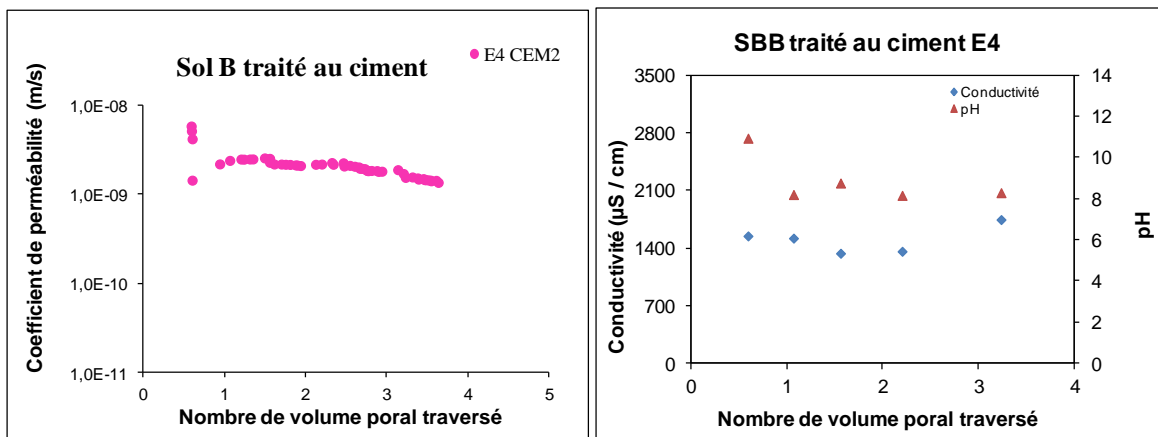 Sol B traité au ciment
E4 CEM2
Coefficient de perméabilité (m/s)
1,0E-08
1,0E-09
1,0E-10
1,0E-11
0 1 2 3 4 5
Nombre de volume poral traversé
SBB traité au ciment E4
Conductivité
pH
Conductivité (µS / cm)
3500
2800
2100
1400
700
0
14
12
10
8
6
4
2
0
pH
0 1 2 3 4
Nombre de volume poral traversé